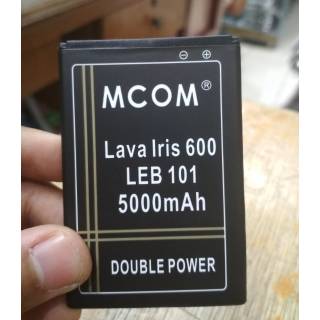 ⊖ ⊕
MCOM®
Lava Iris 600
LEB 101
5000mAh
DOUBLE POWER